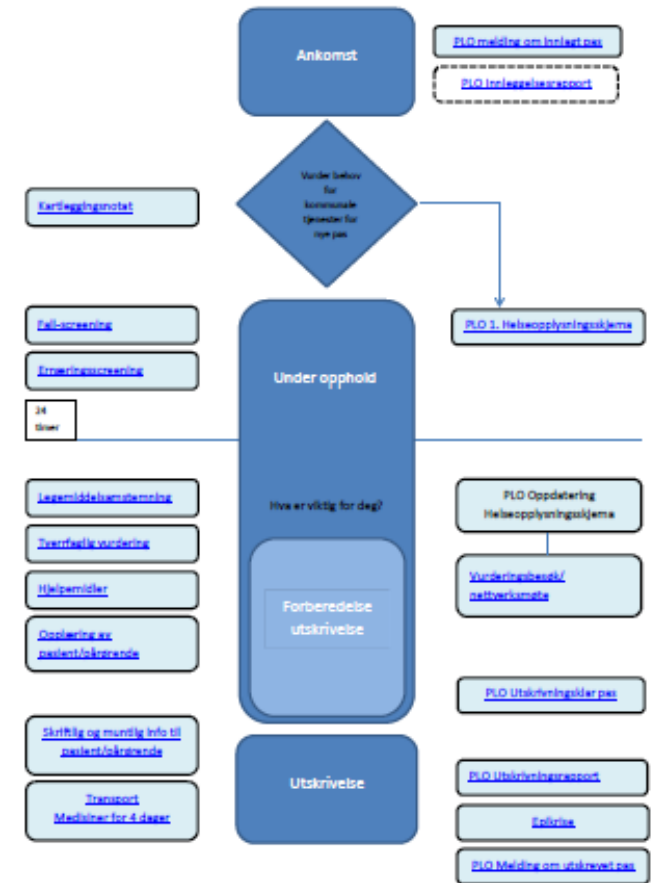 Ankomst
PLO melding om innlagt pas
PLO Innleggelsesrapport
Vurder behov
for
kommunale
tjenester for
nye pas
Kartleggingsnotat
Fall-screening
PLO 1. Helseopplysningsskjema
Ernæringsscreening
Under opphold
24
timer
Legemiddelsamstemning
Hva er viktig for deg?
PLO Oppdatering
Helseopplysningsskjema
Tverrfaglig vurdering
Hjelpemidler
Vurderingsbesøk/
nettverksmøte
Forberedelse
utskrivelse
Opplæring av
pasient/pårørende
PLO Utskrivningsklar pas
Skriftlig og muntlig info til
pasient/pårørende
Utskrivelse
PLO Utskrivningsrapport
Transport
Medisiner for 4 dager
Epikrise
PLO Melding om utskrevet pas